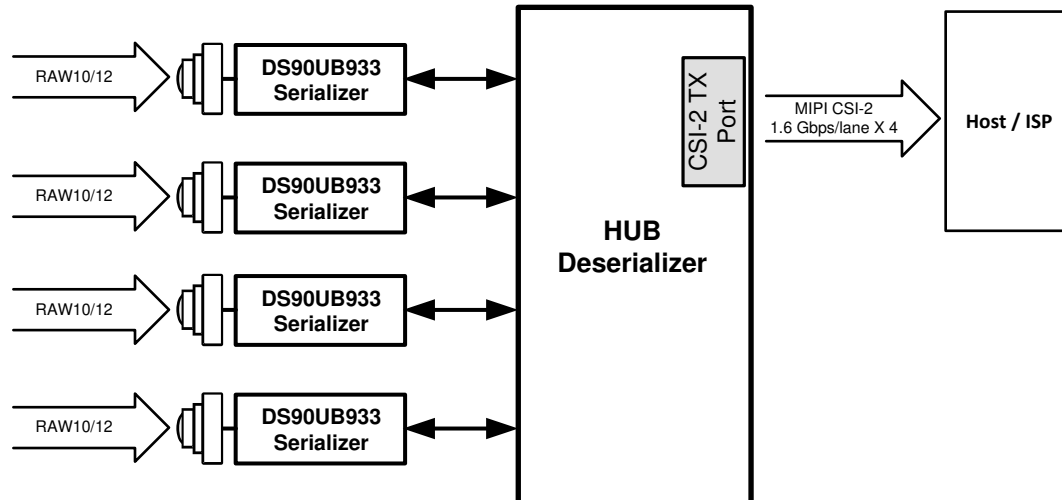 RAW10/12
DS90UB933
Serializer
RAW10/12
DS90UB933
Serializer
RAW10/12
DS90UB933
Serializer
RAW10/12
DS90UB933
Serializer
HUB
Deserializer
CSI-2 TX
Port
MIPI CSI-2
1.6 Gbps/lane X 4
Host / ISP